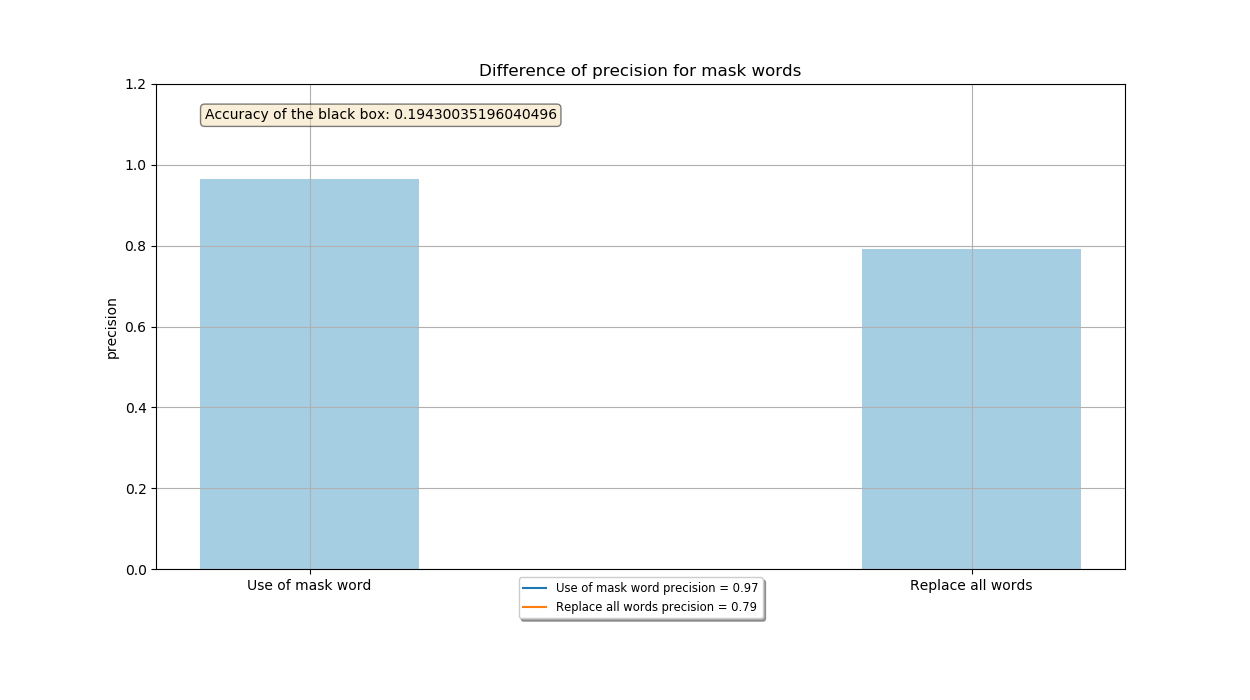 Difference of precision for mask words
1.2
Accuracy of the black box: 0.19430035196040496
1.0
0.8
0.6
precision
0.4
0.2
0.0
Use of mask word
Replace all words
Use of mask word precision = 0.97
Replace all words precision = 0.79